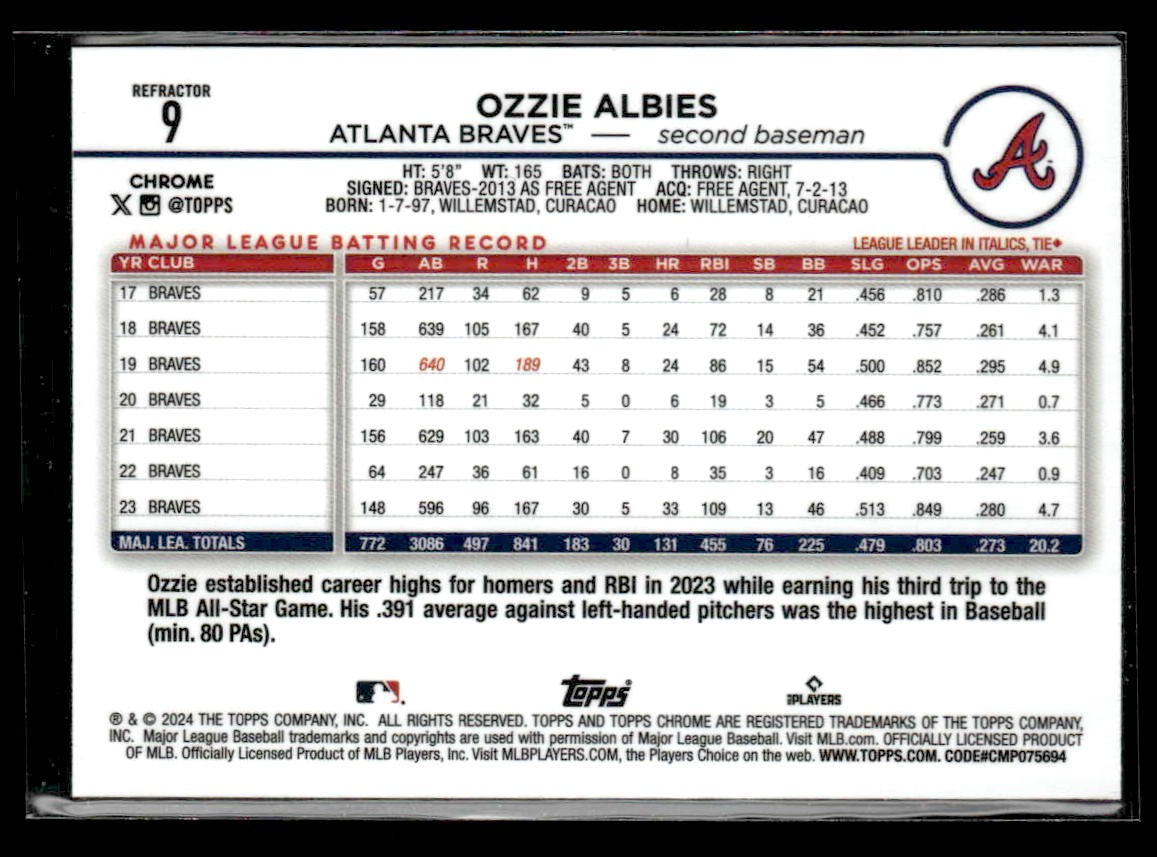 REFRACTOR
9
OZZIE ALBIES
ATLANTA BRAVES™ — second baseman
A
CHROME
@TOPPS
HT: 5'8" WT: 165 BATS: BOTH THROWS: RIGHT
SIGNED: BRAVES-2013 AS FREE AGENT ACQ: FREE AGENT, 7-2-13
BORN: 1-7-97, WILLEMSTAD, CURACAO HOME: WILLEMSTAD, CURACAO
MAJOR LEAGUE BATTING RECORD LEAGUE LEADER IN ITALICS, TIE♦
YR CLUB G AB R H 2B 3B HR RBI SB BB SLG OPS AVG WAR
17 BRAVES 57 217 34 62 9 5 6 28 8 21 .456 .810 .286 1.3
18 BRAVES 158 639 105 167 40 5 24 72 14 36 .452 .757 .261 4.1
19 BRAVES 160 640 102 189 43 8 24 86 15 54 .500 .852 .295 4.9
20 BRAVES 29 118 21 32 5 0 6 19 3 5 .466 .773 .271 0.7
21 BRAVES 156 629 103 163 40 7 30 106 20 47 .488 .799 .259 3.6
22 BRAVES 64 247 36 61 16 0 8 35 3 16 .409 .703 .247 0.9
23 BRAVES 148 596 96 167 30 5 33 109 13 46 .513 .849 .280 4.7
MAJ. LEA. TOTALS 772 3086 497 841 183 30 131 455 76 225 .479 .803 .273 20.2
Ozzie established career highs for homers and RBI in 2023 while earning his third trip to the
MLB All-Star Game. His .391 average against left-handed pitchers was the highest in Baseball
(min. 80 PAs).
topps®
MLB PLAYERS
® & © 2024 THE TOPPS COMPANY, INC. ALL RIGHTS RESERVED. TOPPS AND TOPPS CHROME ARE REGISTERED TRADEMARKS OF THE TOPPS COMPANY,
INC. Major League Baseball trademarks and copyrights are used with permission of Major League Baseball. Visit MLB.com. OFFICIALLY LICENSED PRODUCT
OF MLB. Officially Licensed Product of MLB Players, Inc. Visit MLBPLAYERS.COM, the Players Choice on the web. WWW.TOPPS.COM. CODE#CMP075694